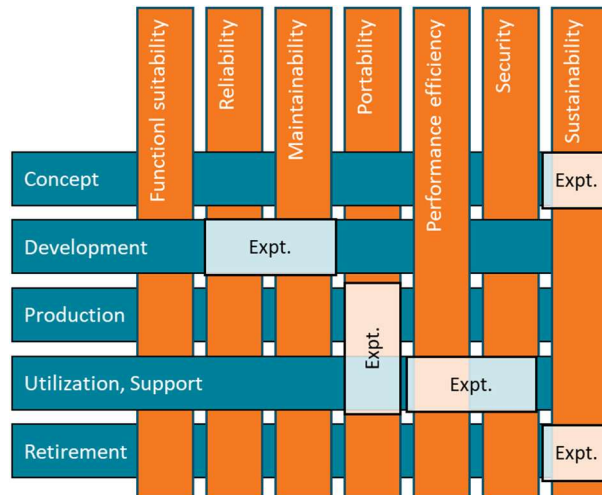 Functionl suitability
Reliability
Maintainability
Portability
Performance efficiency
Security
Sustainability
Concept
Expt.
Development
Expt.
Production
Expt.
Utilization, Support
Expt.
Retirement
Expt.